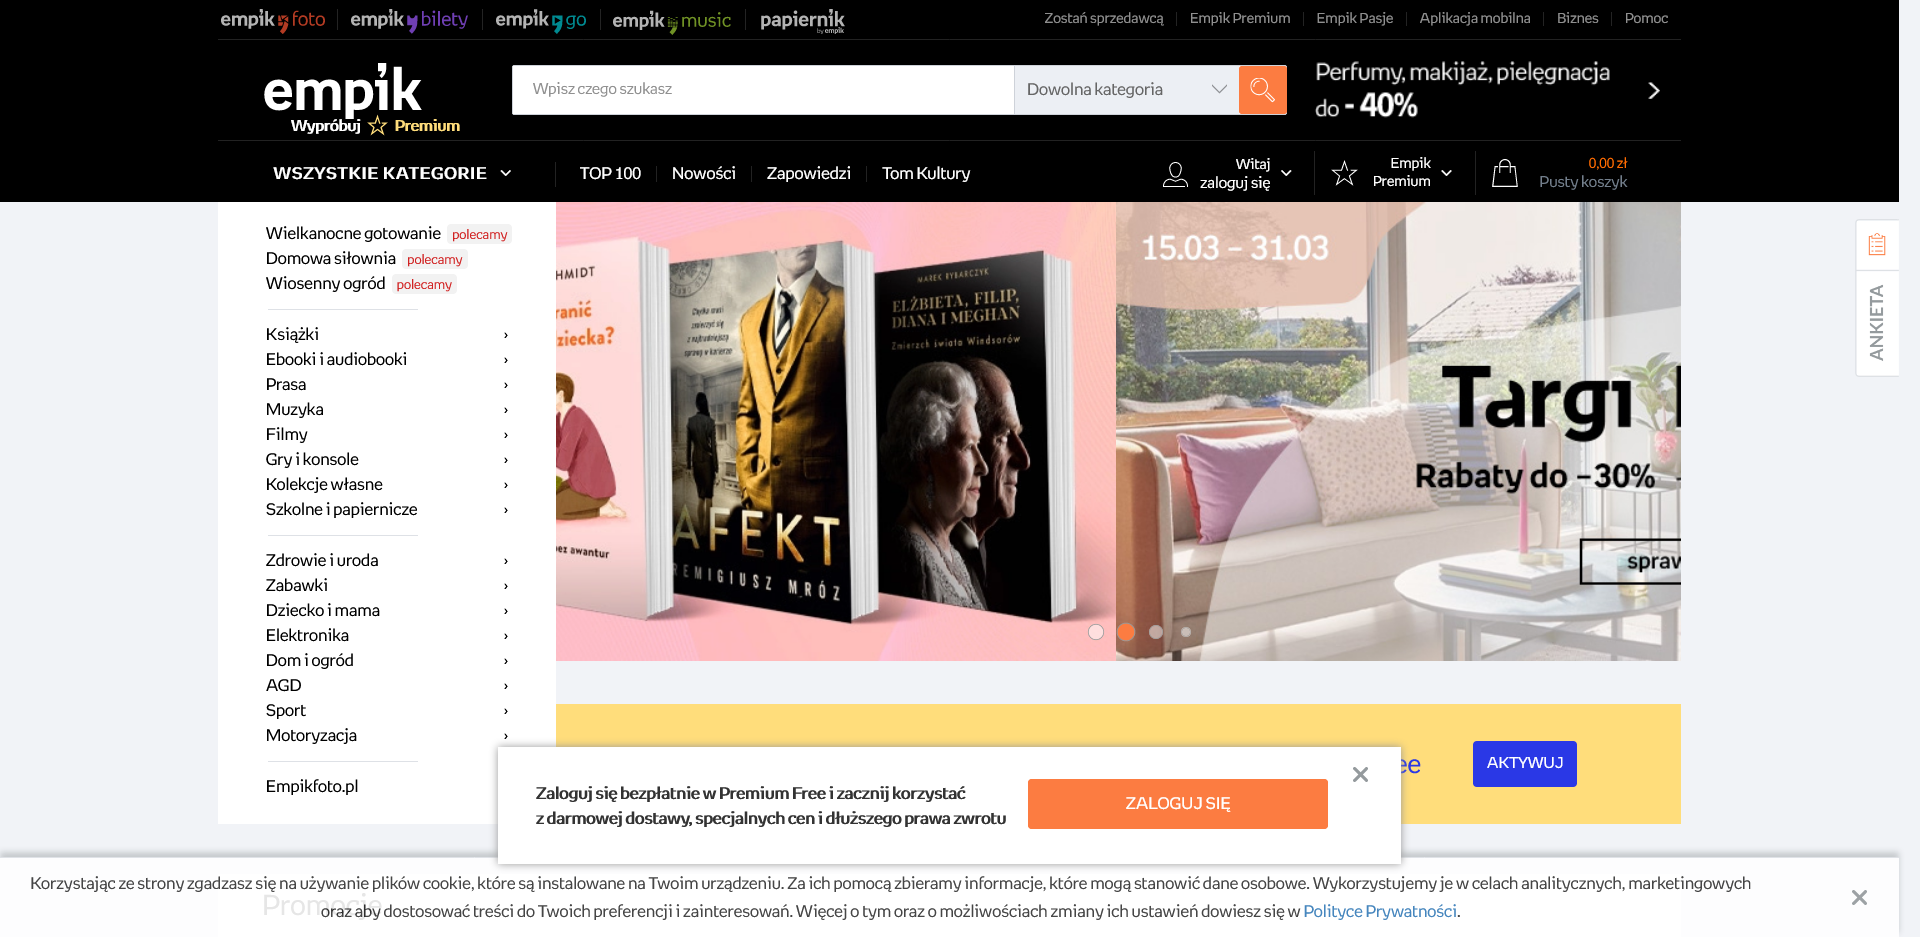 empik foto
empik bilety
empik go
empik music
papiernik
by empik
Zostań sprzedawcą
Empik Premium
Empik Pasje
Aplikacja mobilna
Biznes
Pomoc
empik
Wypróbuj Premium
Wpisz czego szukasz
Dowolna kategoria
Perfumy, makijaż, pielęgnacja
do - 40%
WSZYSTKIE KATEGORIE
TOP 100
Nowości
Zapowiedzi
Tom Kultury
Witaj
zaloguj się
Empik
Premium
0,00 zł
Pusty koszyk
Wielkanocne gotowanie polecamy
Domowa siłownia polecamy
Wiosenny ogród polecamy
Książki
Ebooki i audiobooki
Prasa
Muzyka
Filmy
Gry i konsole
Kolekcje własne
Szkolne i papiernicze
Zdrowie i uroda
Zabawki
Dziecko i mama
Elektronika
Dom i ogród
AGD
Sport
Motoryzacja
Empikfoto.pl
HMIDT
ranić
ziecka?
bez awantur
Chyłka musi
zmierzyć się
z najtrudniejszą
sprawą w karierze
AFEKT
REMIGIUSZ MRÓZ
MAREK RYBARCZYK
ELŻBIETA, FILIP,
DIANA I MEGHAN
Zmierzch świata Windsorów
15.03 – 31.03
Targi
Rabaty do –30%
spraw
ANKIETA
ee
AKTYWUJ
Zaloguj się bezpłatnie w Premium Free i zacznij korzystać
z darmowej dostawy, specjalnych cen i dłuższego prawa zwrotu
ZALOGUJ SIĘ
Promocje
Korzystając ze strony zgadzasz się na używanie plików cookie, które są instalowane na Twoim urządzeniu. Za ich pomocą zbieramy informacje, które mogą stanowić dane osobowe. Wykorzystujemy je w celach analitycznych, marketingowych
oraz aby dostosować treści do Twoich preferencji i zainteresowań. Więcej o tym oraz o możliwościach zmiany ich ustawień dowiesz się w Polityce Prywatności.